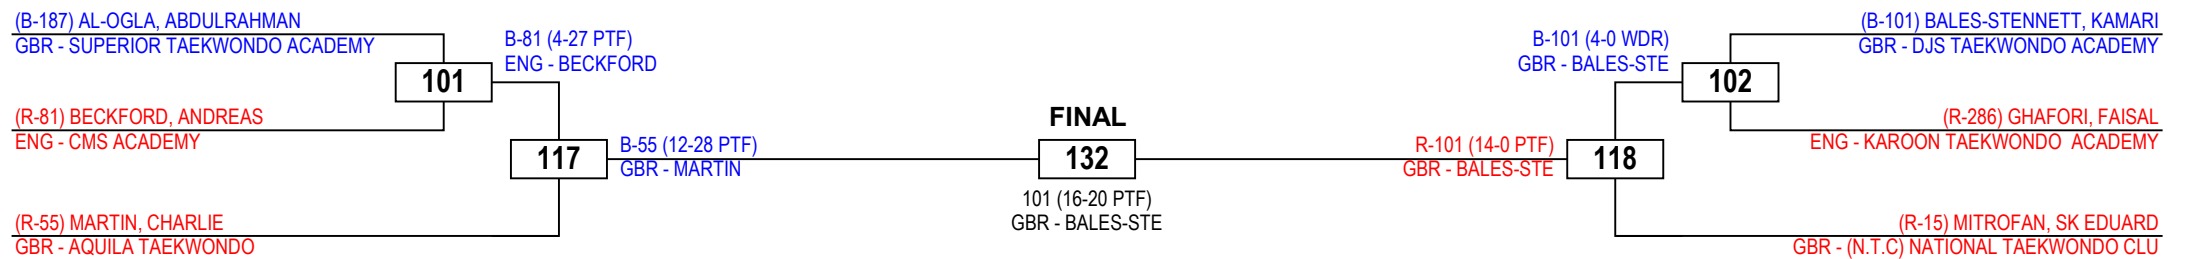 (B-187) AL-OGLA, ABDULRAHMAN
GBR - SUPERIOR TAEKWONDO ACADEMY
101
(R-81) BECKFORD, ANDREAS
ENG - CMS ACADEMY
B-81 (4-27 PTF)
ENG - BECKFORD
117
(R-55) MARTIN, CHARLIE
GBR - AQUILA TAEKWONDO
B-55 (12-28 PTF)
GBR - MARTIN
FINAL
132
101 (16-20 PTF)
GBR - BALES-STE
R-101 (14-0 PTF)
GBR - BALES-STE
118
B-101 (4-0 WDR)
GBR - BALES-STE
102
(B-101) BALES-STENNETT, KAMARI
GBR - DJS TAEKWONDO ACADEMY
(R-286) GHAFORI, FAISAL
ENG - KAROON TAEKWONDO  ACADEMY
(R-15) MITROFAN, SK EDUARD
GBR - (N.T.C) NATIONAL TAEKWONDO CLU